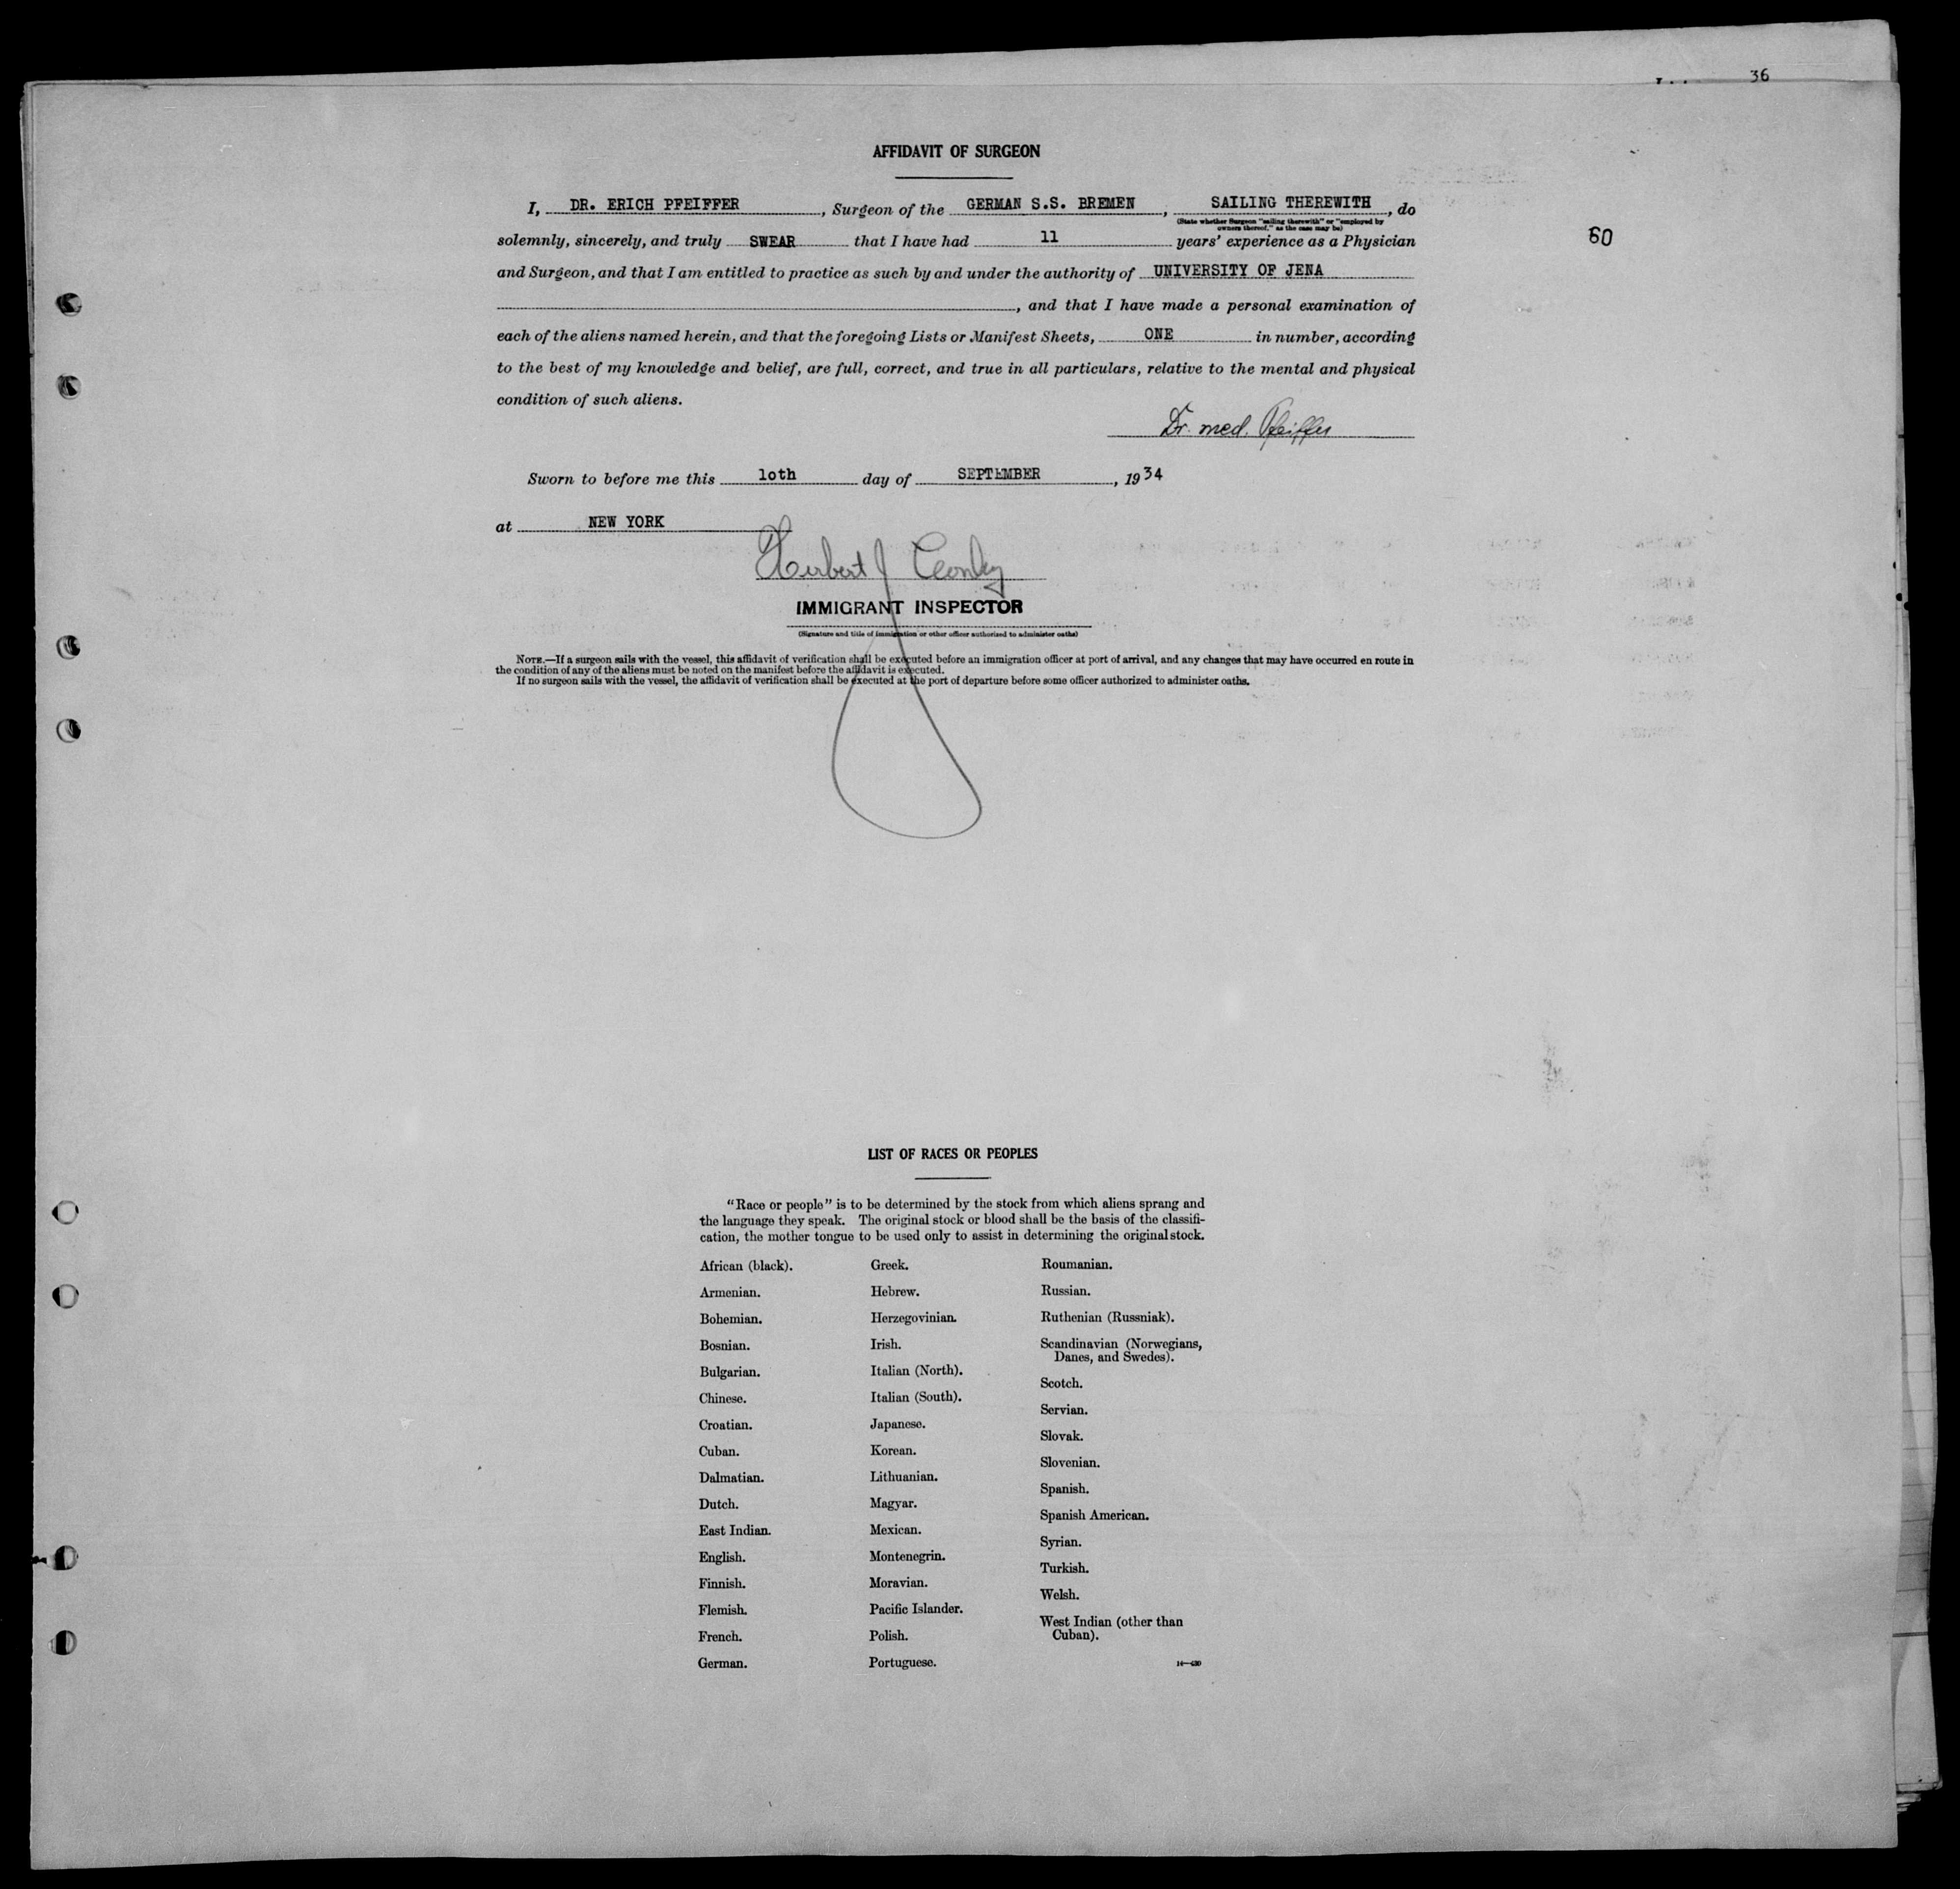 36
AFFIDAVIT OF SURGEON
I, DR. ERICH PFEIFFER, Surgeon of the GERMAN S.S. BREMEN, SAILING THEREWITH, do
(State whether Surgeon "sailing therewith" or "employed by
owners thereof," as the case may be)
solemnly, sincerely, and truly SWEAR that I have had 11 years' experience as a Physician
60
and Surgeon, and that I am entitled to practice as such by and under the authority of UNIVERSITY OF JENA
, and that I have made a personal examination of
each of the aliens named herein, and that the foregoing Lists or Manifest Sheets, ONE in number, according
to the best of my knowledge and belief, are full, correct, and true in all particulars, relative to the mental and physical
condition of such aliens.
Dr. med. Pfeiffer
Sworn to before me this 1oth day of SEPTEMBER, 1934
at NEW YORK
Herbert J
IMMIGRANT INSPECTOR
(Signature and title of immigration or other officer authorized to administer oaths)
NOTE.—If a surgeon sails with the vessel, this affidavit of verification shall be executed before an immigration officer at port of arrival, and any changes that may have occurred en route in
the condition of any of the aliens must be noted on the manifest before the affidavit is executed.
If no surgeon sails with the vessel, the affidavit of verification shall be executed at the port of departure before some officer authorized to administer oaths.
LIST OF RACES OR PEOPLES
"Race or people" is to be determined by the stock from which aliens sprang and
the language they speak. The original stock or blood shall be the basis of the classifi-
cation, the mother tongue to be used only to assist in determining the original stock.
African (black).
Armenian.
Bohemian.
Bosnian.
Bulgarian.
Chinese.
Croatian.
Cuban.
Dalmatian.
Dutch.
East Indian.
English.
Finnish.
Flemish.
French.
German.
Greek.
Hebrew.
Herzegovinian.
Irish.
Italian (North).
Italian (South).
Japanese.
Korean.
Lithuanian.
Magyar.
Mexican.
Montenegrin.
Moravian.
Pacific Islander.
Polish.
Portuguese.
Roumanian.
Russian.
Ruthenian (Russniak).
Scandinavian (Norwegians,
Danes, and Swedes).
Scotch.
Servian.
Slovak.
Slovenian.
Spanish.
Spanish American.
Syrian.
Turkish.
Welsh.
West Indian (other than
Cuban).